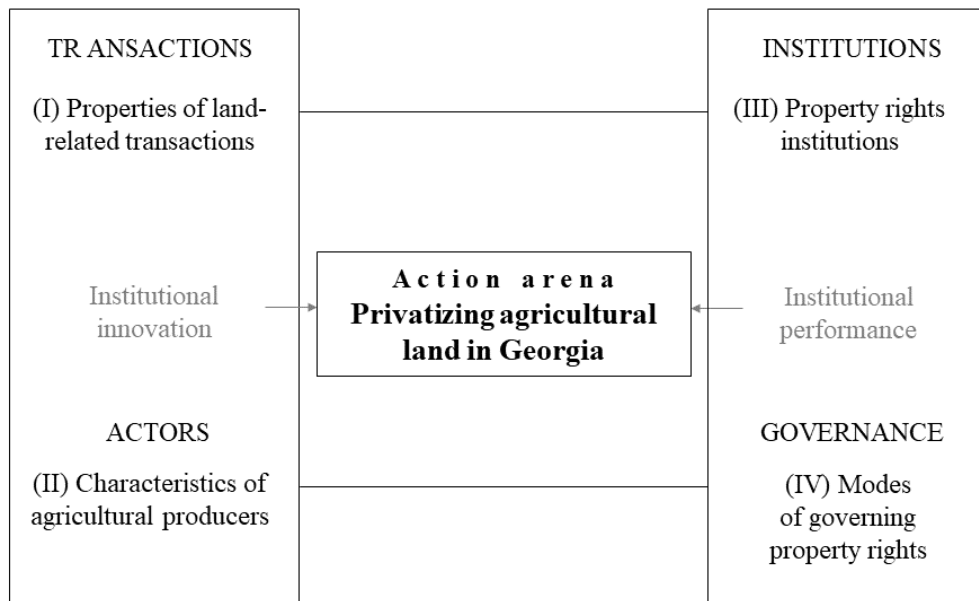 TR ANSACTIONS
(I) Properties of land-
related transactions
Institutional
innovation
ACTORS
(II) Characteristics of
agricultural producers
Action arena
Privatizing agricultural
land in Georgia
INSTITUTIONS
(III) Property rights
institutions
Institutional
performance
GOVERNANCE
(IV) Modes
of governing
property rights